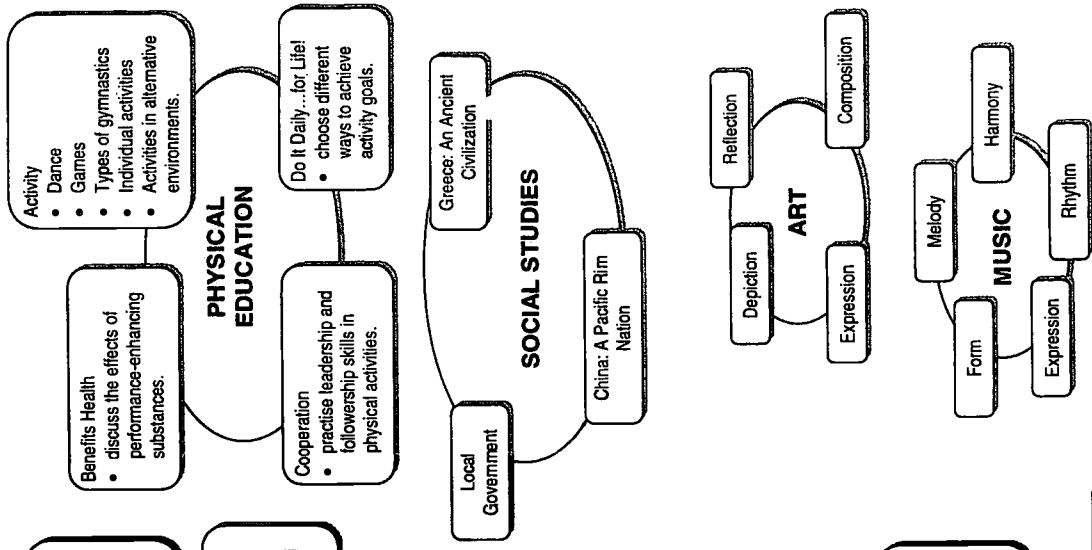 Benefits Health
• discuss the effects of
performance-enhancing
substances.
Activity
• Dance
• Games
• Types of gymnastics
• Individual activities
• Activities in alternative
environments.
PHYSICAL
EDUCATION
Cooperation
• practise leadership and
followership skills in
physical activities.
Do It Daily...for Life!
• choose different
ways to achieve
activity goals.
Local
Government
Greece: An Ancient
Civilization
SOCIAL STUDIES
China: A Pacific Rim
Nation
Depiction
Reflection
ART
Expression
Composition
Melody
Form
Harmony
MUSIC
Expression
Rhythm